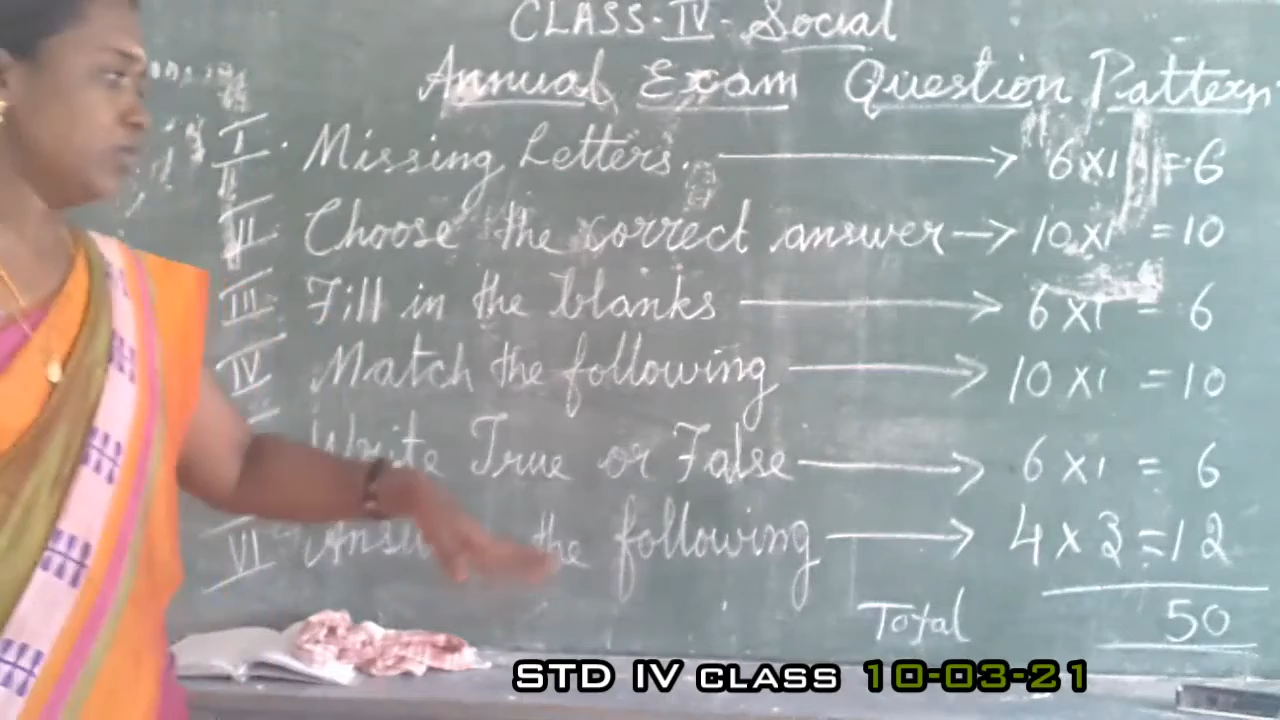 CLASS-IV-Social
Annual Exam Question Pattern
I. Missing Letters. → 6x1 = 6
II. Choose the correct answer → 10x1 = 10
III Fill in the blanks → 6x1 = 6
IV Match the following → 10x1 = 10
Write True or False → 6x1 = 6
VI the following → 4x3 = 12
Total 50
STD IV CLASS 10-03-21